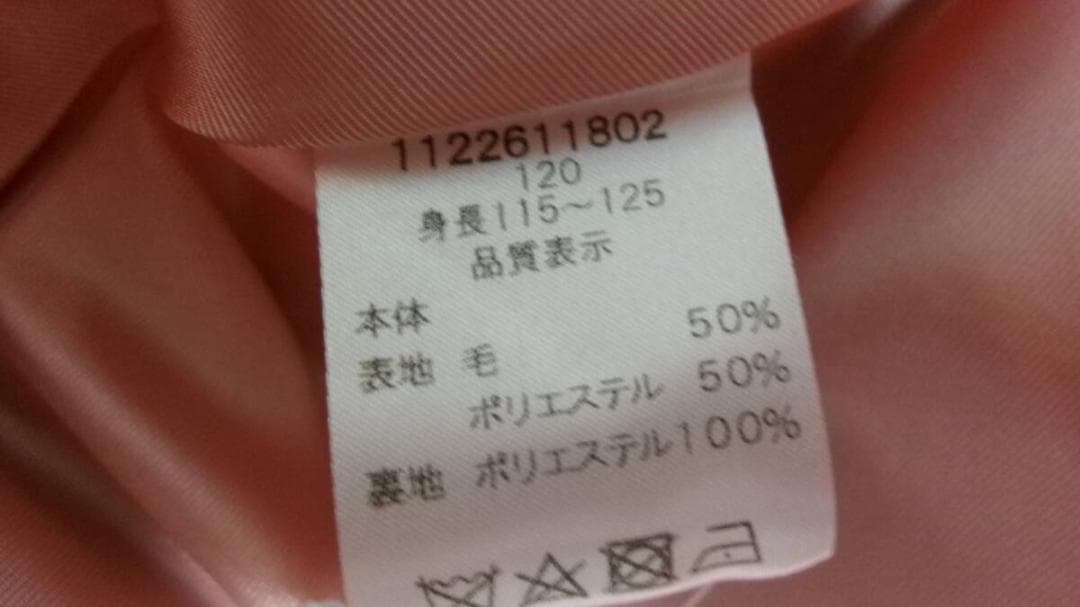 1122611802
120
身長115～125
品質表示
本体
表地 毛 50%
ポリエステル 50%
裏地 ポリエステル100%